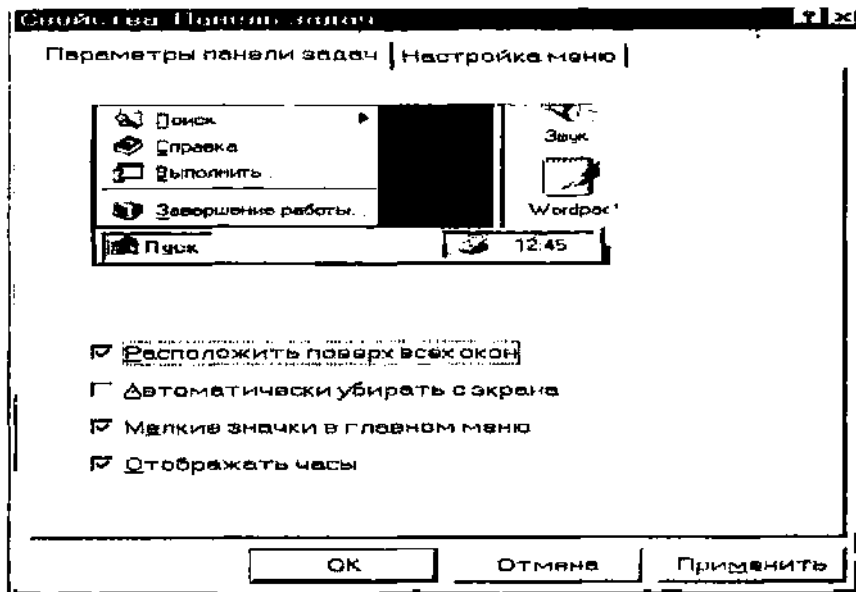 Свойства: Панель задач
Параметры панели задач Настройка меню
Поиск
Справка
Выполнить...
Завершение работы...
Звук
Wordpad
Пуск 12:45
Расположить поверх всех окон
Автоматически убирать с экрана
Мелкие значки в главном меню
Отображать часы
ОК Отмена Применить